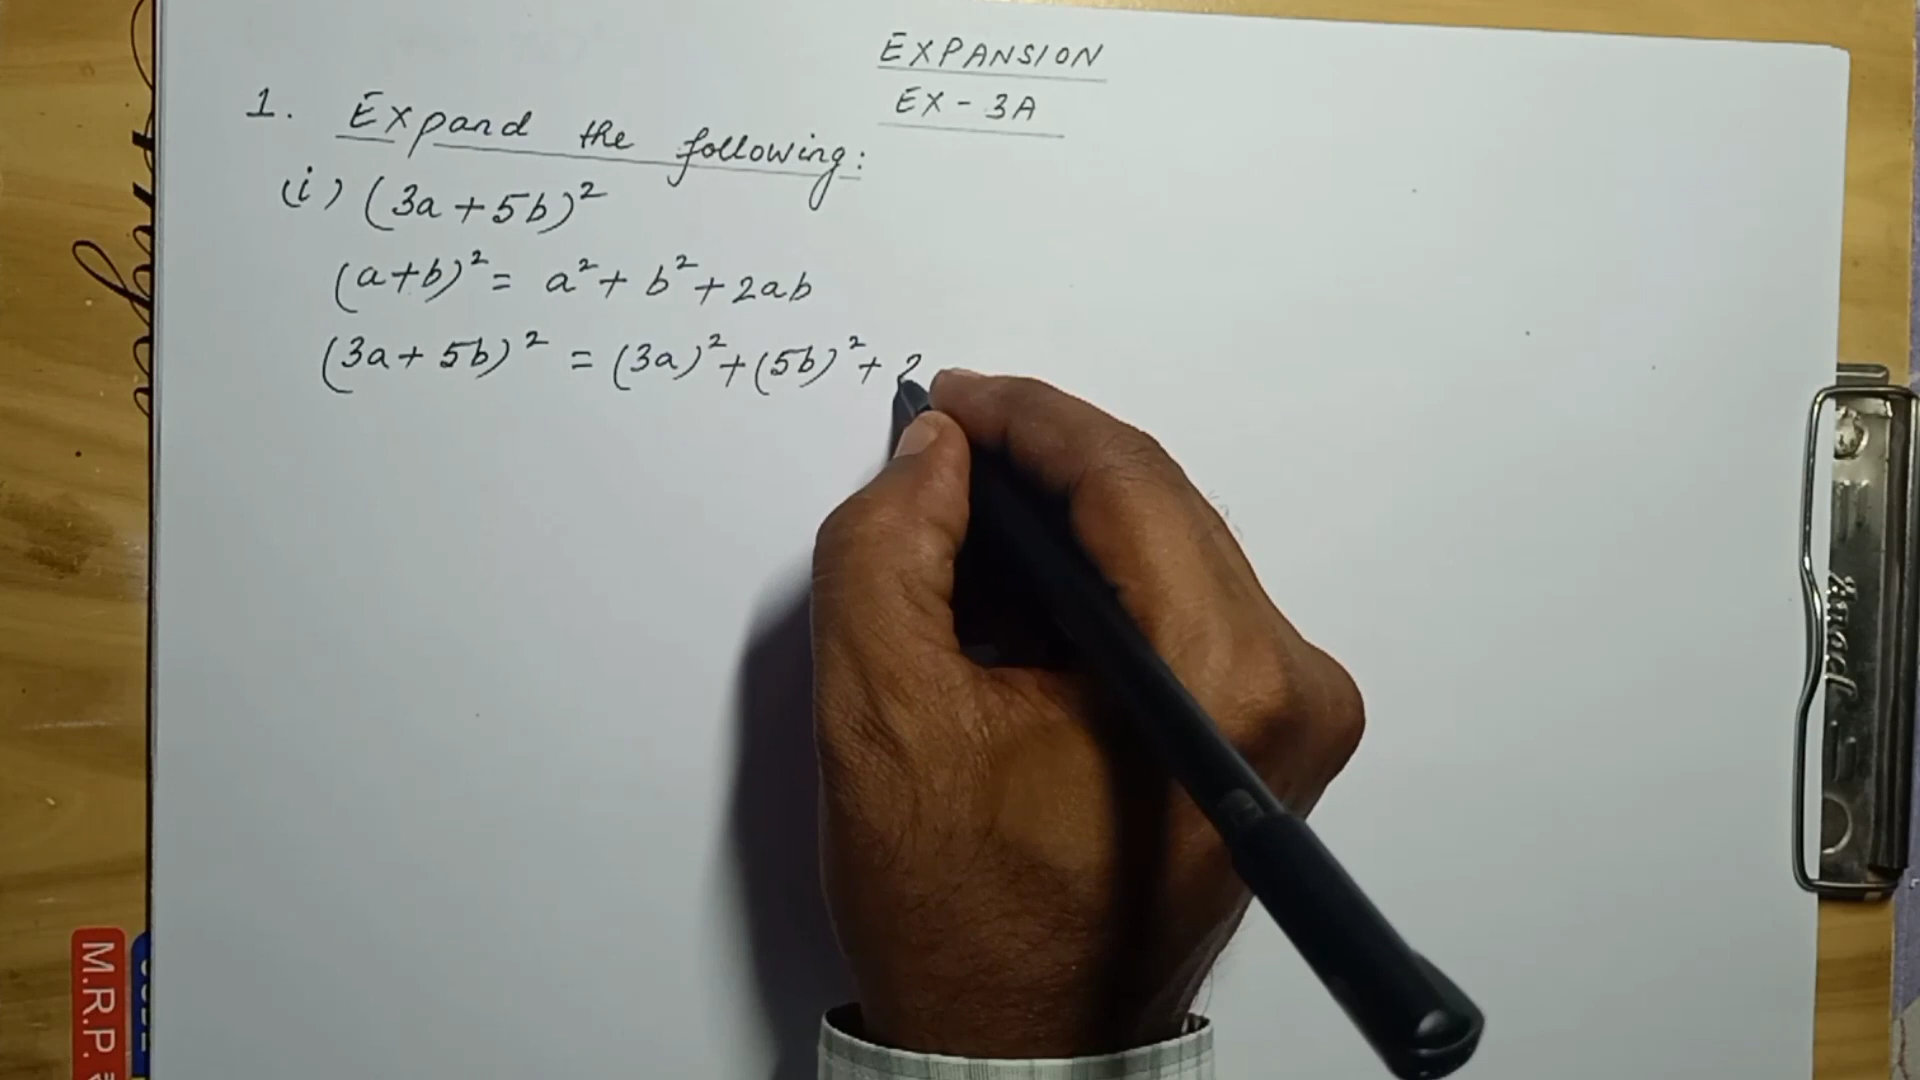 EXPANSION
EX - 3A
1. Expand the following:
(i) (3a + 5b)²
(a+b)² = a² + b² + 2ab
(3a + 5b)² = (3a)² + (5b)² + 2
M.R.P.